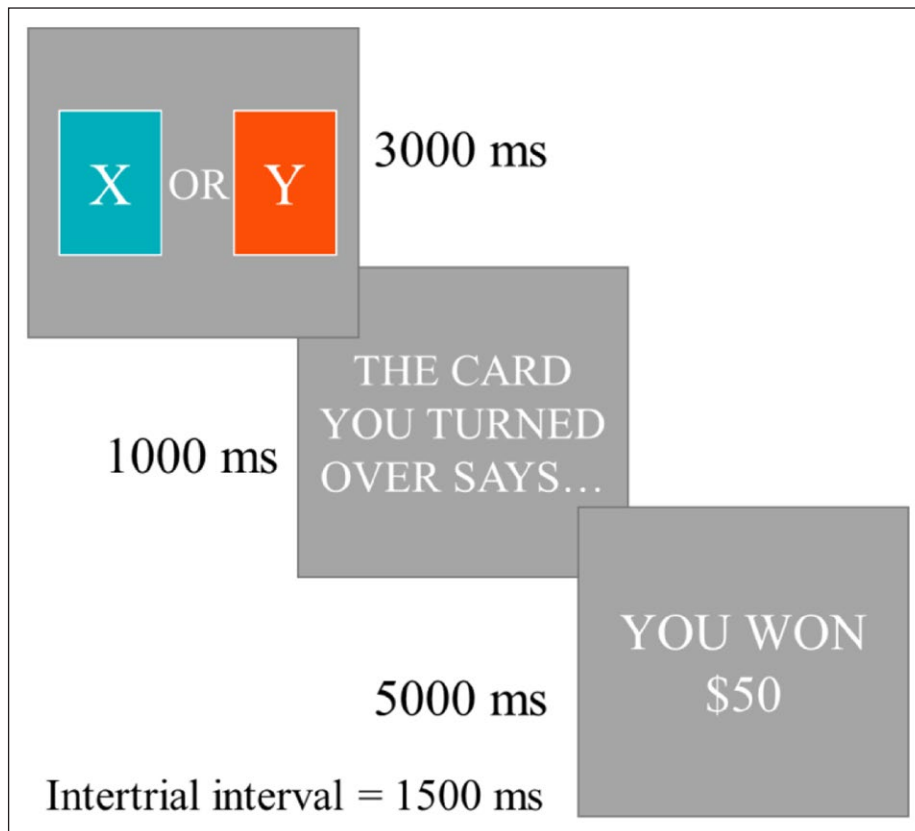 X OR Y
3000 ms
THE CARD
YOU TURNED
OVER SAYS…
1000 ms
YOU WON
$50
5000 ms
Intertrial interval = 1500 ms